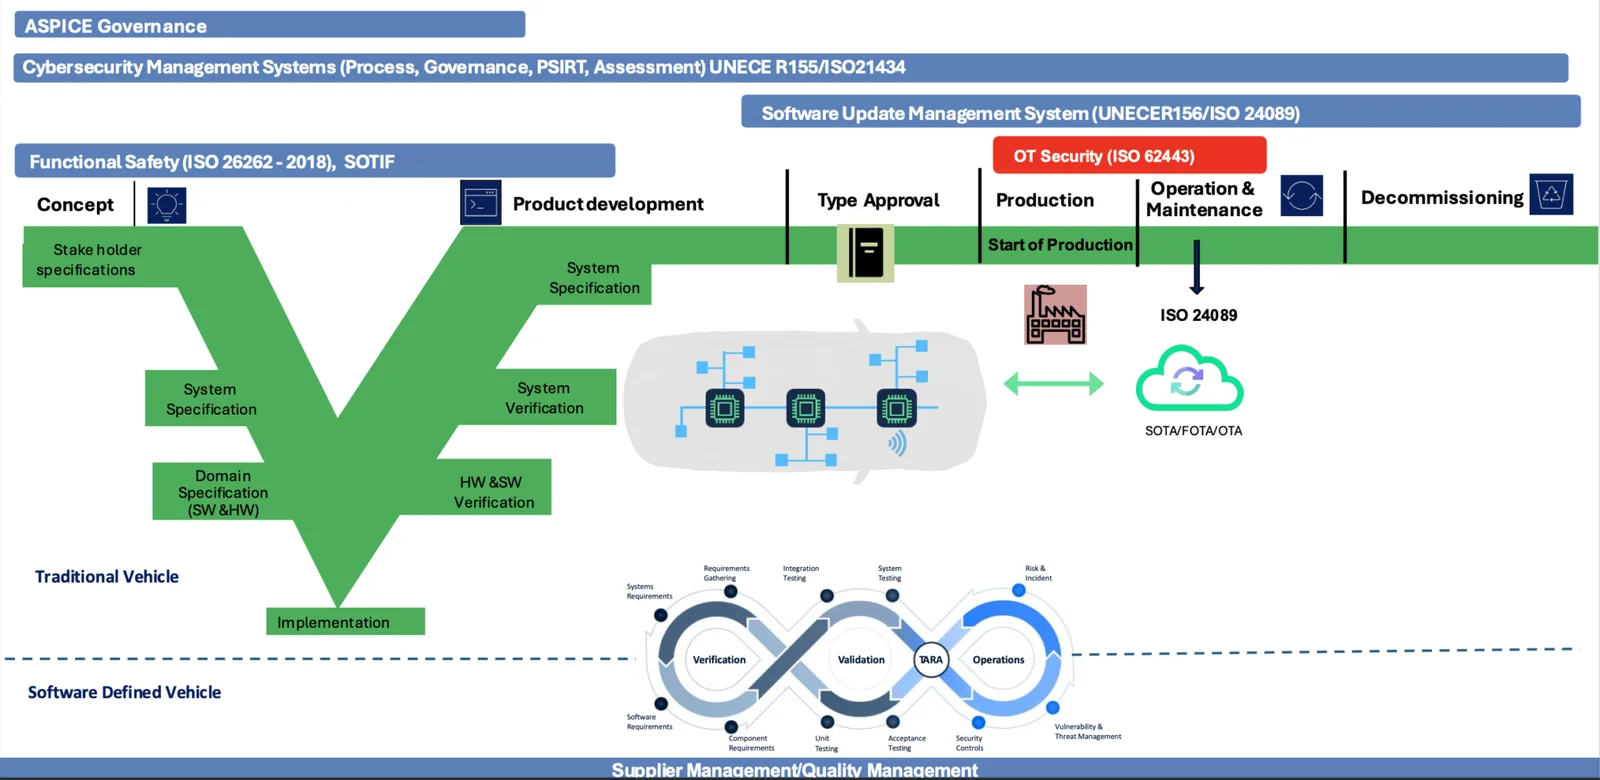 ASPICE Governance
Cybersecurity Management Systems (Process, Governance, PSIRT, Assessment) UNECE R155/ISO21434
Software Update Management System (UNECER156/ISO 24089)
Functional Safety (ISO 26262 - 2018), SOTIF
OT Security (ISO 62443)
Concept
Product development
Type Approval
Production
Operation &
Maintenance
Decommissioning
Stake holder
specifications
System
Specification
Start of Production
ISO 24089
System
Specification
System
Verification
SOTA/FOTA/OTA
Domain
Specification
(SW &HW)
HW &SW
Verification
Implementation
Traditional Vehicle
Software Defined Vehicle
Systems
Requirements
Requirements
Gathering
Integration
Testing
System
Testing
Risk &
Incident
Verification
Validation
TARA
Operations
Software
Requirements
Component
Requirements
Unit
Testing
Acceptance
Testing
Security
Controls
Vulnerability &
Threat Management
Supplier Management/Quality Management